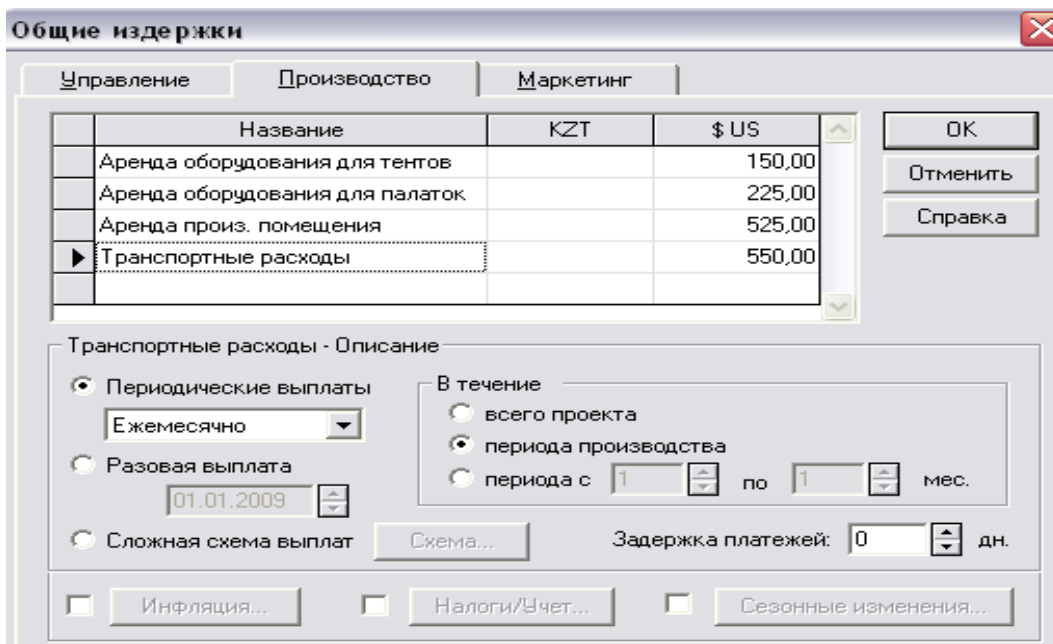 Общие издержки
Управление Производство Маркетинг
Название KZT $ US
Аренда оборудования для тентов 150,00
Аренда оборудования для палаток 225,00
Аренда произ. помещения 525,00
Транспортные расходы 550,00
OK
Отменить
Справка
Транспортные расходы - Описание
Периодические выплаты
Ежемесячно
Разовая выплата
01.01.2009
Сложная схема выплат Схема...
В течение
всего проекта
периода производства
периода с 1 по 1 мес.
Задержка платежей: 0 дн.
Инфляция... Налоги/Учет... Сезонные изменения...